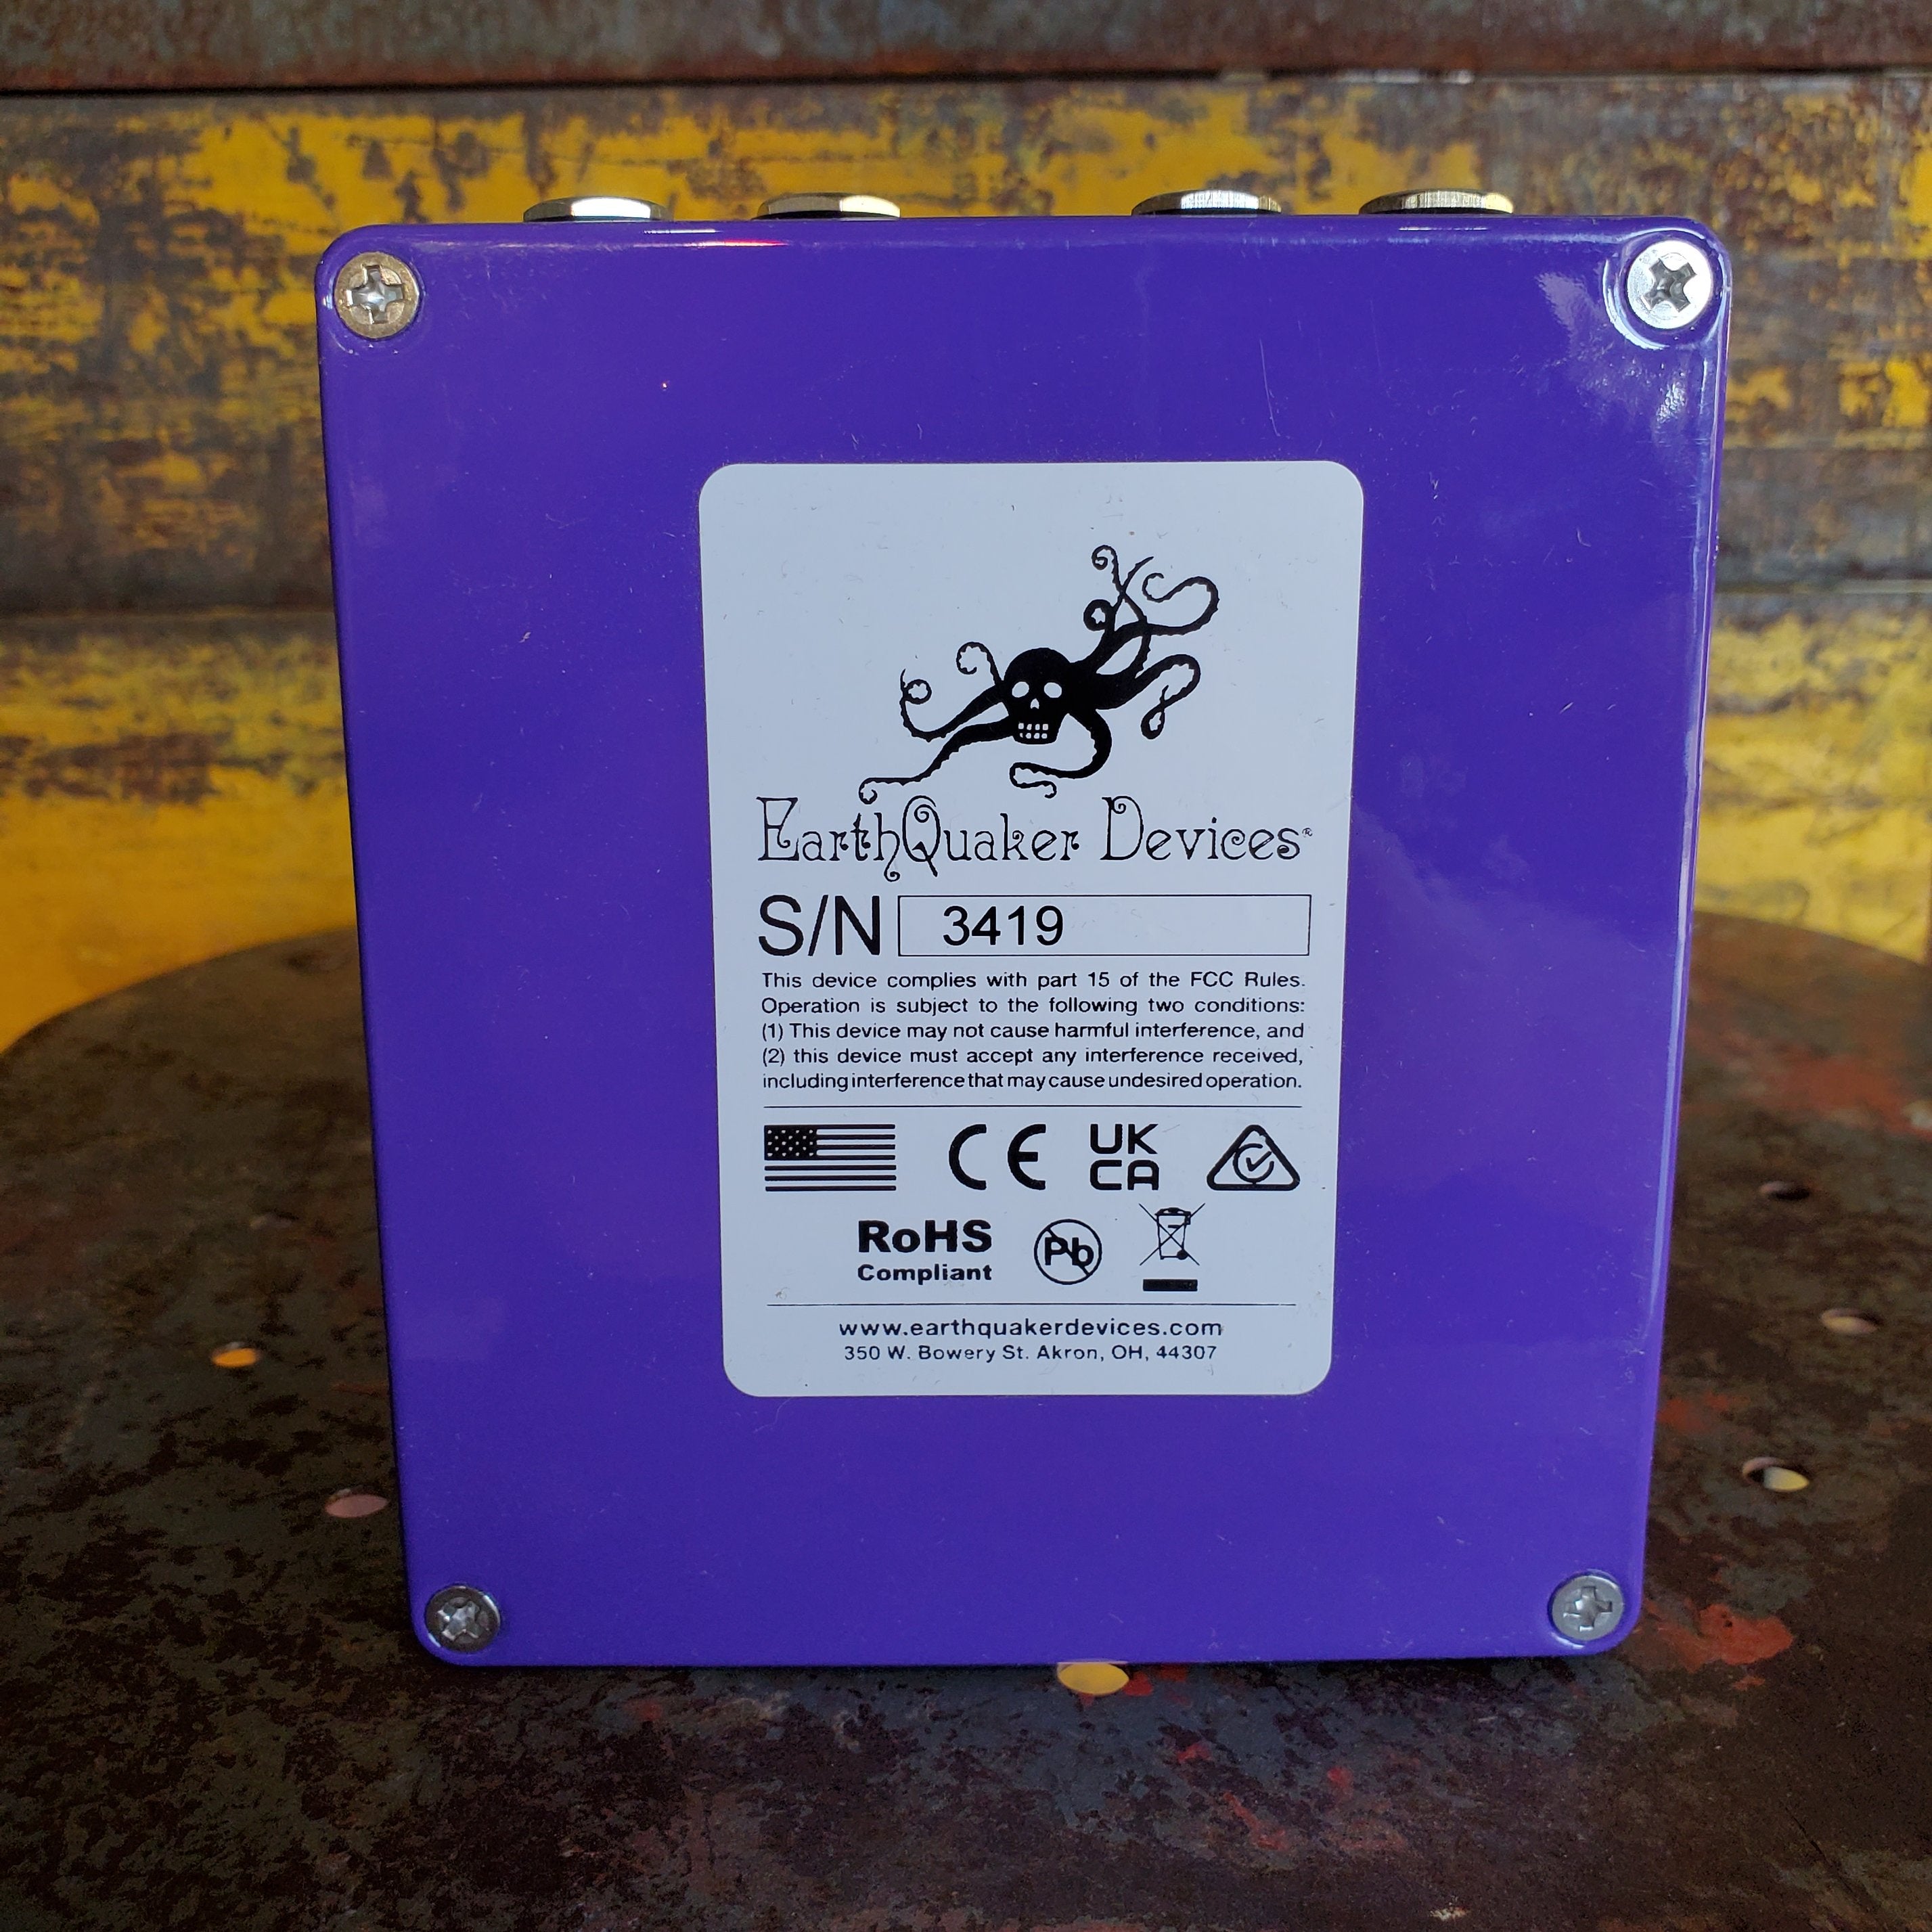 EarthQuaker Devices®
S/N 3419
This device complies with part 15 of the FCC Rules.
Operation is subject to the following two conditions:
(1) This device may not cause harmful interference, and
(2) this device must accept any interference received,
including interference that may cause undesired operation.
CE UK
CA
RoHS
Compliant
Pb
www.earthquakerdevices.com
350 W. Bowery St. Akron, OH, 44307